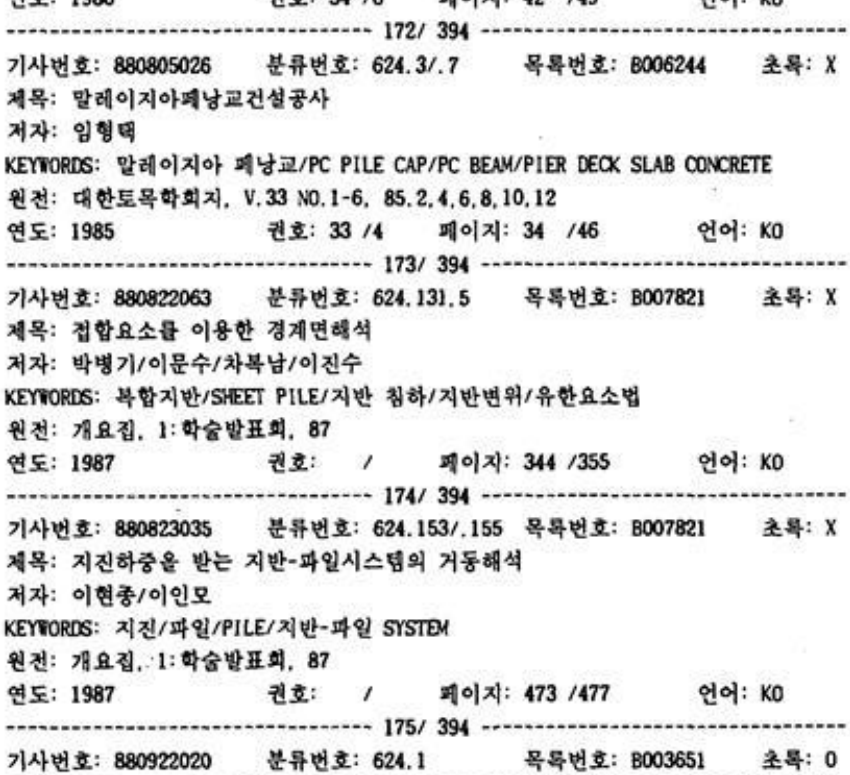 연도: 1986 권호: 34 /6 페이지: 42 /49 언어: KO
-------------------------------- 172/ 394 --------------------------------
기사번호: 880805026 분류번호: 624.3/.7 목록번호: B006244 초록: X
제목: 말레이지아페낭교건설공사
저자: 임형택
KEYWORDS: 말레이지아 페낭교/PC PILE CAP/PC BEAM/PIER DECK SLAB CONCRETE
원전: 대한토목학회지, V.33 NO.1-6, 85.2,4,6,8,10,12
연도: 1985 권호: 33 /4 페이지: 34 /46 언어: KO
-------------------------------- 173/ 394 --------------------------------
기사번호: 880822063 분류번호: 624.131.5 목록번호: B007821 초록: X
제목: 접합요소를 이용한 경계면해석
저자: 박병기/이문수/차복남/이진수
KEYWORDS: 복합지반/SHEET PILE/지반 침하/지반변위/유한요소법
원전: 개요집, 1:학술발표회, 87
연도: 1987 권호: / 페이지: 344 /355 언어: KO
-------------------------------- 174/ 394 --------------------------------
기사번호: 880823035 분류번호: 624.153/.155 목록번호: B007821 초록: X
제목: 지진하중을 받는 지반-파일시스템의 거동해석
저자: 이현종/이인모
KEYWORDS: 지진/파일/PILE/지반-파일 SYSTEM
원전: 개요집, 1:학술발표회, 87
연도: 1987 권호: / 페이지: 473 /477 언어: KO
-------------------------------- 175/ 394 --------------------------------
기사번호: 880922020 분류번호: 624.1 목록번호: B003651 초록: O